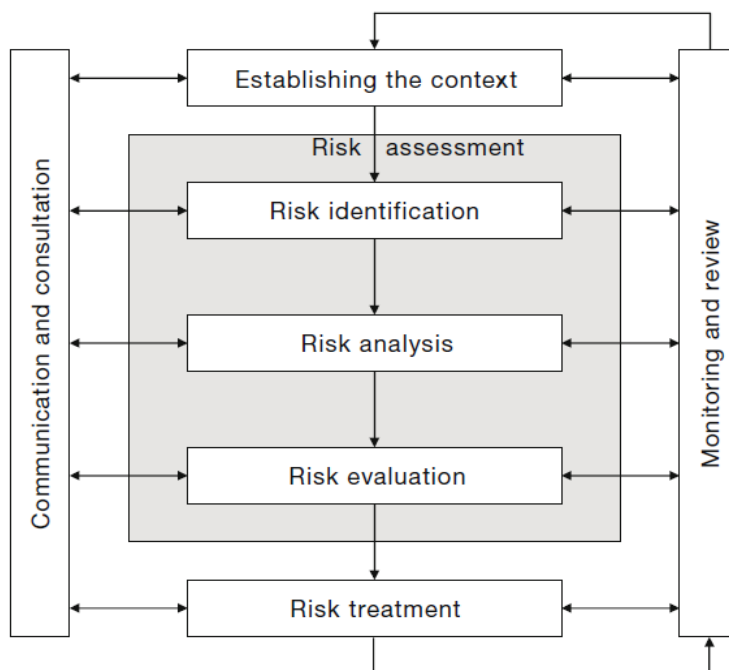 Establishing the context
Risk assessment
Risk identification
Risk analysis
Risk evaluation
Risk treatment
Communication and consultation
Monitoring and review